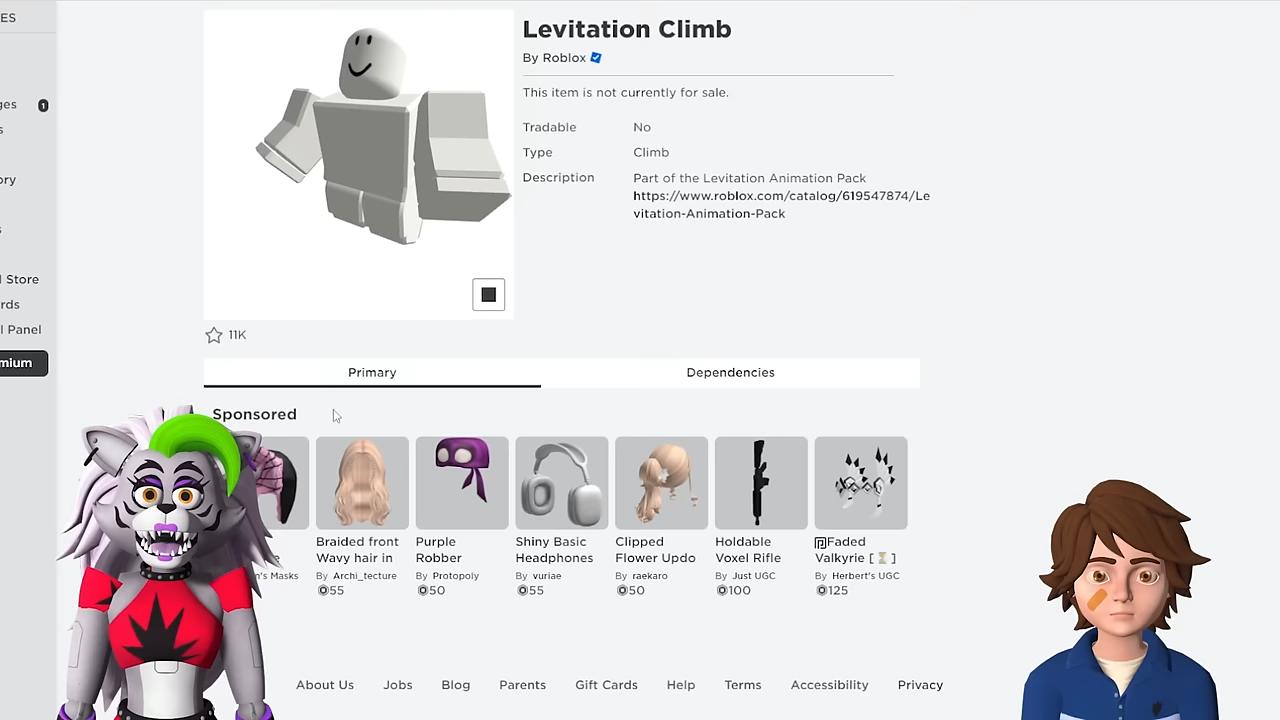 ES
Levitation Climb
By Roblox
This item is not currently for sale.
ges 1
Tradable No
s
Type Climb
ory
Description Part of the Levitation Animation Pack
https://www.roblox.com/catalog/619547874/Le
vitation-Animation-Pack
s
l Store
rds
l Panel
11K
mium
Primary Dependencies
Sponsored
Braided front
Wavy hair in
By Archi_tecture
55
Purple
Robber
By Protopoly
50
Shiny Basic
Headphones
By vuriae
55
Clipped
Flower Updo
By raekaro
50
Holdable
Voxel Rifle
By Just UGC
100
Faded
Valkyrie [⏳]
By Herbert's UGC
125
e
n's Masks
About Us Jobs Blog Parents Gift Cards Help Terms Accessibility Privacy